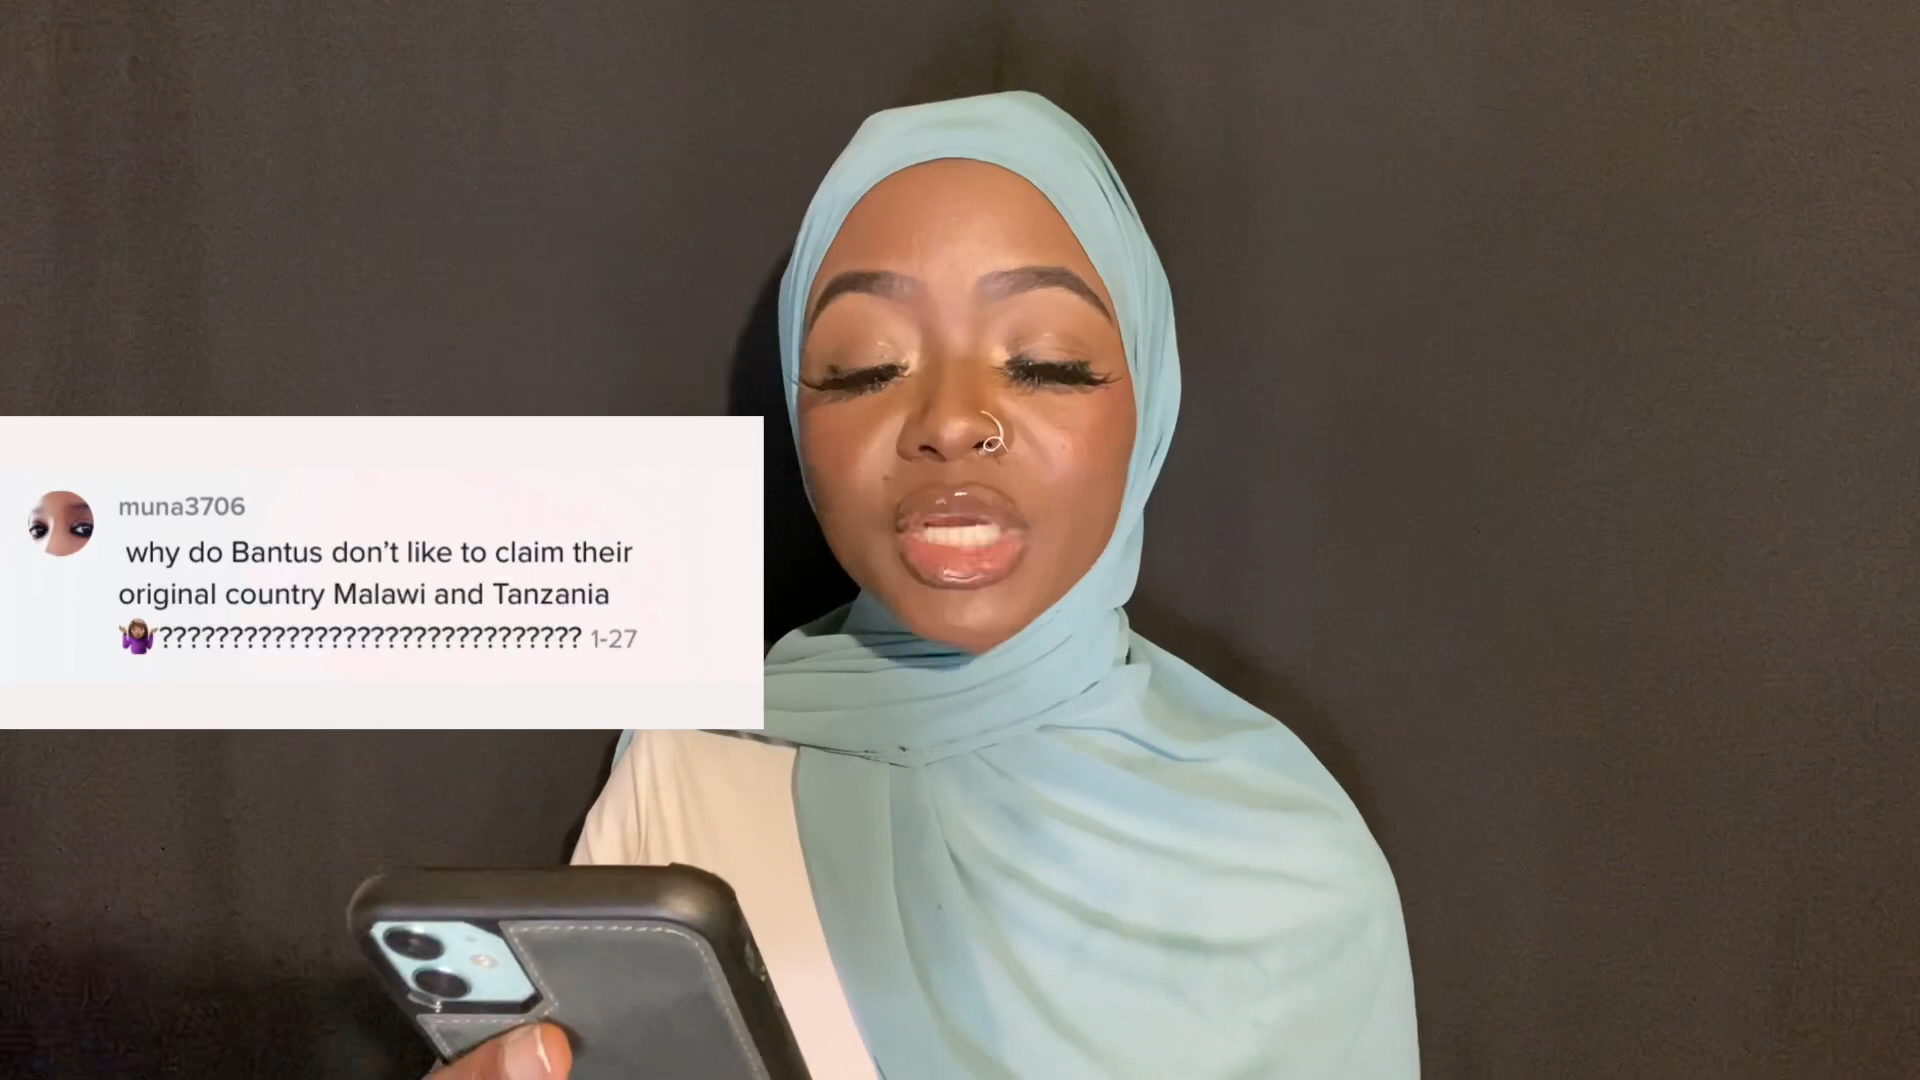 muna3706
why do Bantus don’t like to claim their
original country Malawi and Tanzania
🤷🏾‍♀️?????????????????????????????? 1-27